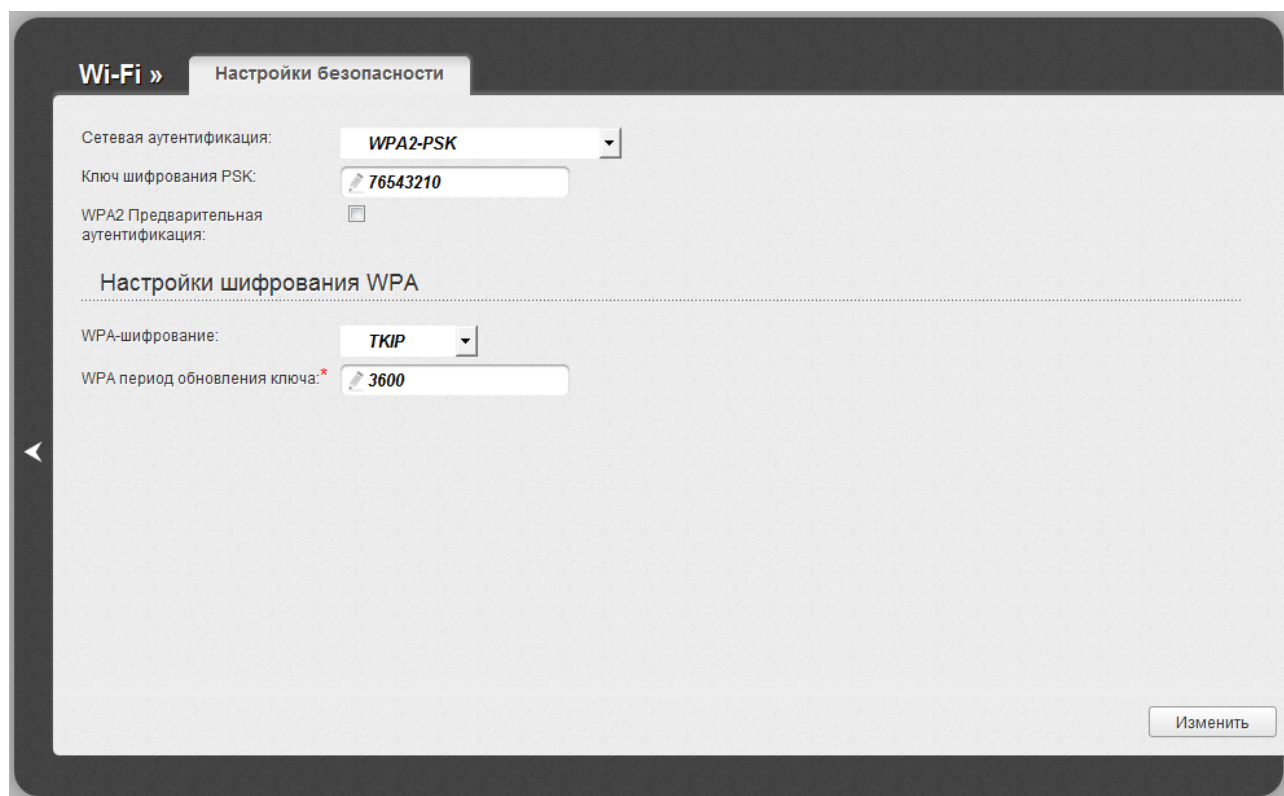 Wi-Fi » Настройки безопасности
Сетевая аутентификация: WPA2-PSK
Ключ шифрования PSK: 76543210
WPA2 Предварительная
аутентификация:
Настройки шифрования WPA
WPA-шифрование: TKIP
WPA период обновления ключа:* 3600
Изменить